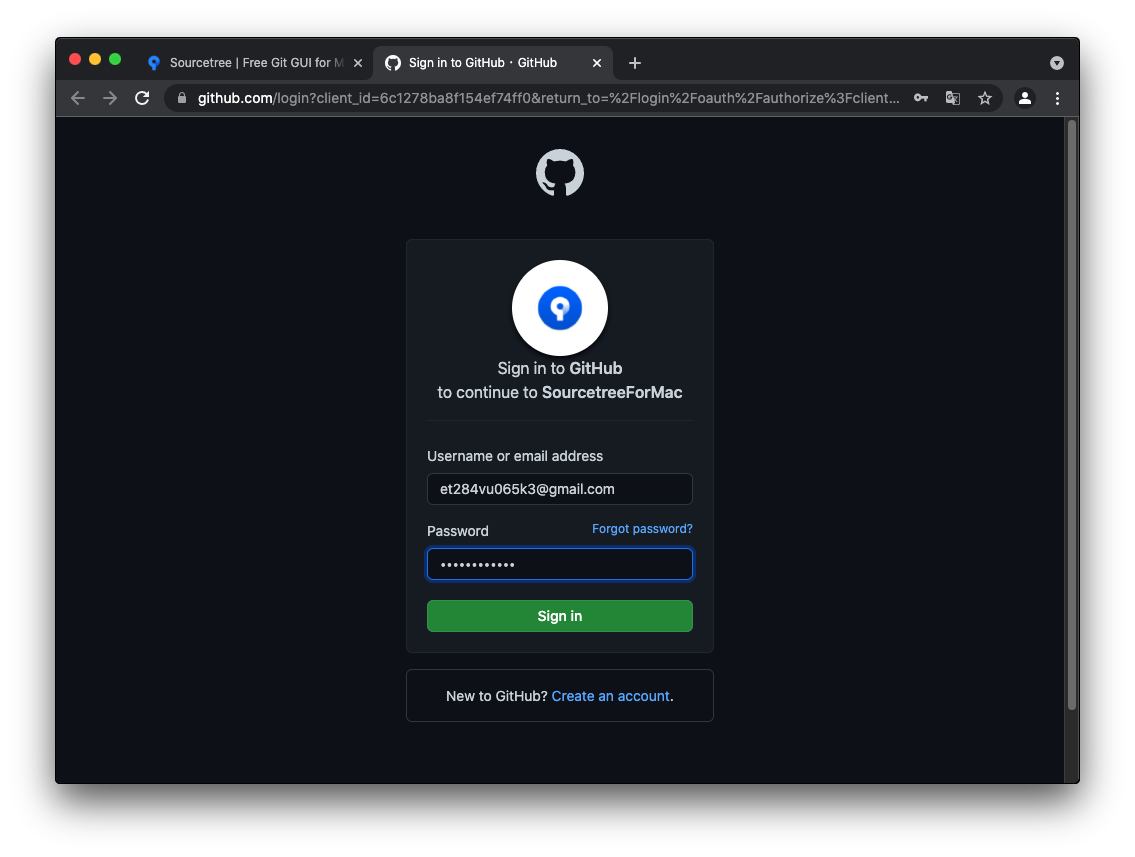 Sourcetree | Free Git GUI for M
Sign in to GitHub · GitHub
github.com/login?client_id=6c1278ba8f154ef74ff0&return_to=%2Flogin%2Foauth%2Fauthorize%3Fclient...
Sign in to GitHub
to continue to SourcetreeForMac
Username or email address
et284vu065k3@gmail.com
Password
Forgot password?
••••••••••••
Sign in
New to GitHub? Create an account.